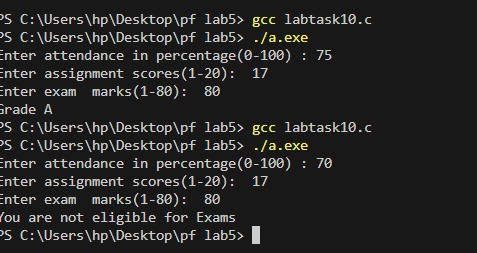 PS C:\Users\hp\Desktop\pf lab5> gcc labtask10.c
PS C:\Users\hp\Desktop\pf lab5> ./a.exe
Enter attendance in percentage(0-100) : 75
Enter assignment scores(1-20):  17
Enter exam  marks(1-80):  80
Grade A
PS C:\Users\hp\Desktop\pf lab5> gcc labtask10.c
PS C:\Users\hp\Desktop\pf lab5> ./a.exe
Enter attendance in percentage(0-100) : 70
Enter assignment scores(1-20):  17
Enter exam  marks(1-80):  80
You are not eligible for Exams
PS C:\Users\hp\Desktop\pf lab5>